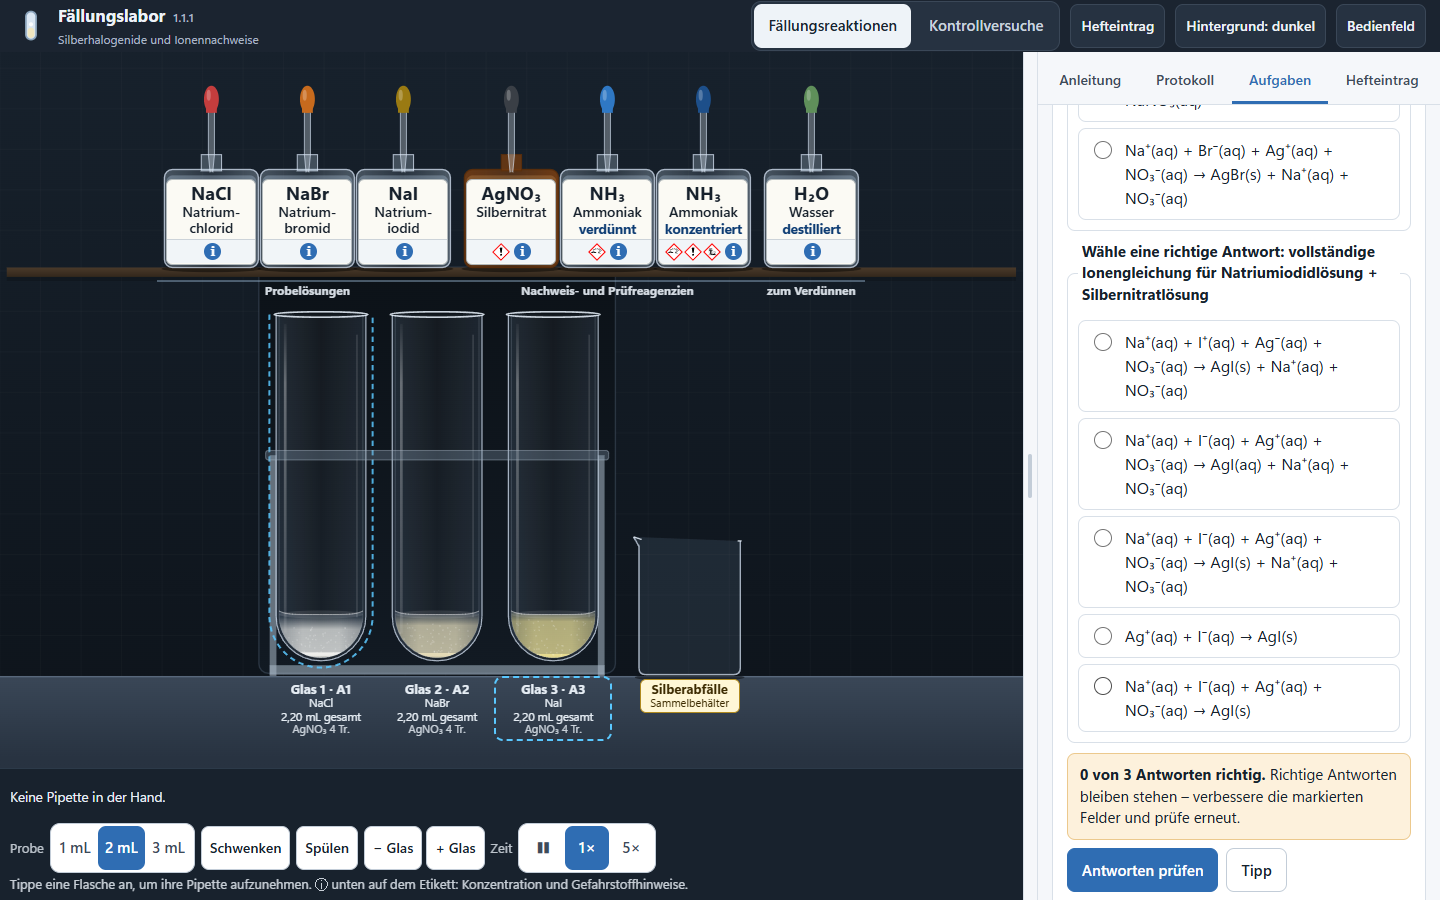 Fällungslabor 1.1.1
Silberhalogenide und Ionennachweise
Fällungsreaktionen
Kontrollversuche
Hefteintrag
Hintergrund: dunkel
Bedienfeld
NaCl
Natrium-
chlorid
NaBr
Natrium-
bromid
NaI
Natrium-
iodid
AgNO₃
Silbernitrat
NH₃
Ammoniak
verdünnt
NH₃
Ammoniak
konzentriert
H₂O
Wasser
destilliert
Probelösungen
Nachweis- und Prüfreagenzien
zum Verdünnen
Glas 1 · A1
NaCl
2,20 mL gesamt
AgNO₃ 4 Tr.
Glas 2 · A2
NaBr
2,20 mL gesamt
AgNO₃ 4 Tr.
Glas 3 · A3
NaI
2,20 mL gesamt
AgNO₃ 4 Tr.
Silberabfälle
Sammelbehälter
Keine Pipette in der Hand.
Probe
1 mL
2 mL
3 mL
Schwenken
Spülen
− Glas
+ Glas
Zeit
1×
5×
Tippe eine Flasche an, um ihre Pipette aufzunehmen. ⓘ unten auf dem Etikett: Konzentration und Gefahrstoffhinweise.
Anleitung
Protokoll
Aufgaben
Hefteintrag
Na⁺(aq) + Br⁻(aq) + Ag⁺(aq) +
NO₃⁻(aq) → AgBr(s) + Na⁺(aq) +
NO₃⁻(aq)
Wähle eine richtige Antwort: vollständige
Ionengleichung für Natriumiodidlösung +
Silbernitratlösung
Na⁺(aq) + I⁺(aq) + Ag⁻(aq) +
NO₃⁻(aq) → AgI(s) + Na⁺(aq) +
NO₃⁻(aq)
Na⁺(aq) + I⁻(aq) + Ag⁺(aq) +
NO₃⁻(aq) → AgI(aq) + Na⁺(aq) +
NO₃⁻(aq)
Na⁺(aq) + I⁻(aq) + Ag⁺(aq) +
NO₃⁻(aq) → AgI(s) + Na⁺(aq) +
NO₃⁻(aq)
Ag⁺(aq) + I⁻(aq) → AgI(s)
Na⁺(aq) + I⁻(aq) + Ag⁺(aq) +
NO₃⁻(aq) → AgI(s)
0 von 3 Antworten richtig. Richtige Antworten
bleiben stehen – verbessere die markierten
Felder und prüfe erneut.
Antworten prüfen
Tipp